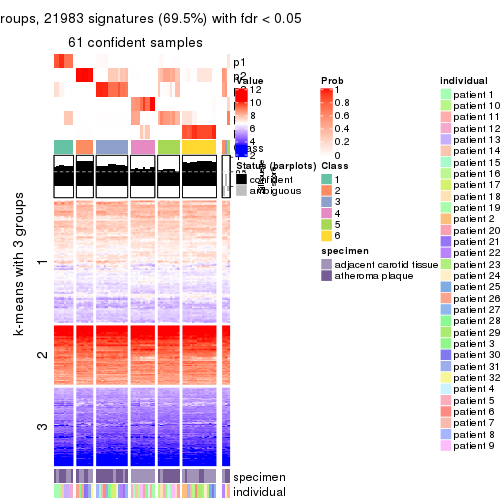 roups, 21983 signatures (69.5%) with fdr < 0.05
61 confident samples
p1
p2
Value
12
10
8
6
4
2
0
Prob
1
0.8
0.6
0.4
0.2
0
Status (barplots)
confident
ambiguous
Class
1
2
3
4
5
6
specimen
adjacent carotid tissue
atheroma plaque
individual
patient 1
patient 10
patient 11
patient 12
patient 13
patient 14
patient 15
patient 16
patient 17
patient 18
patient 19
patient 2
patient 20
patient 21
patient 22
patient 23
patient 24
patient 25
patient 26
patient 27
patient 28
patient 29
patient 3
patient 30
patient 31
patient 32
patient 4
patient 5
patient 6
patient 7
patient 8
patient 9
k-means with 3 groups
1
2
3
specimen
individual